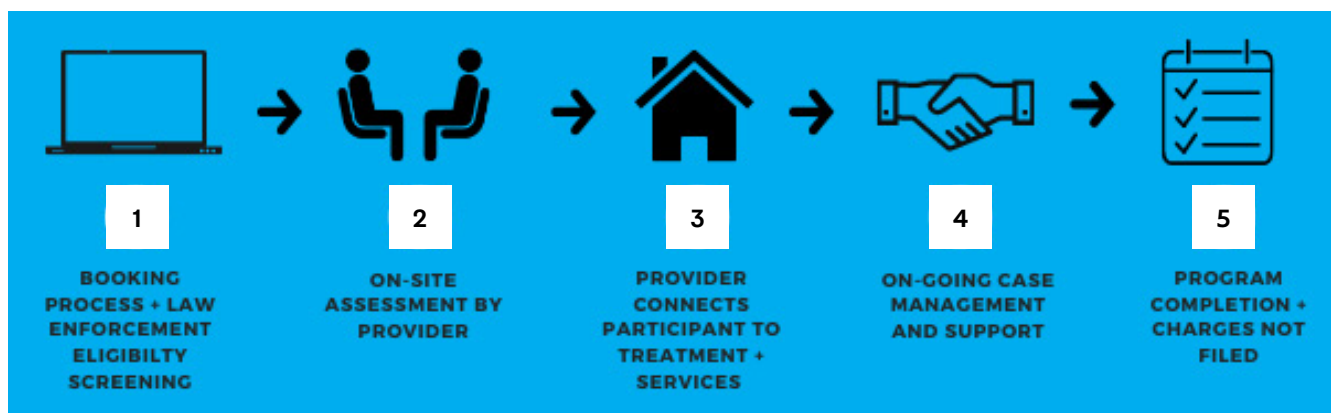 1
BOOKING
PROCESS + LAW
ENFORCEMENT
ELIGIBILTY
SCREENING
2
ON-SITE
ASSESSMENT BY
PROVIDER
3
PROVIDER
CONNECTS
PARTICIPANT TO
TREATMENT +
SERVICES
4
ON-GOING CASE
MANAGEMENT
AND SUPPORT
5
PROGRAM
COMPLETION +
CHARGES NOT
FILED